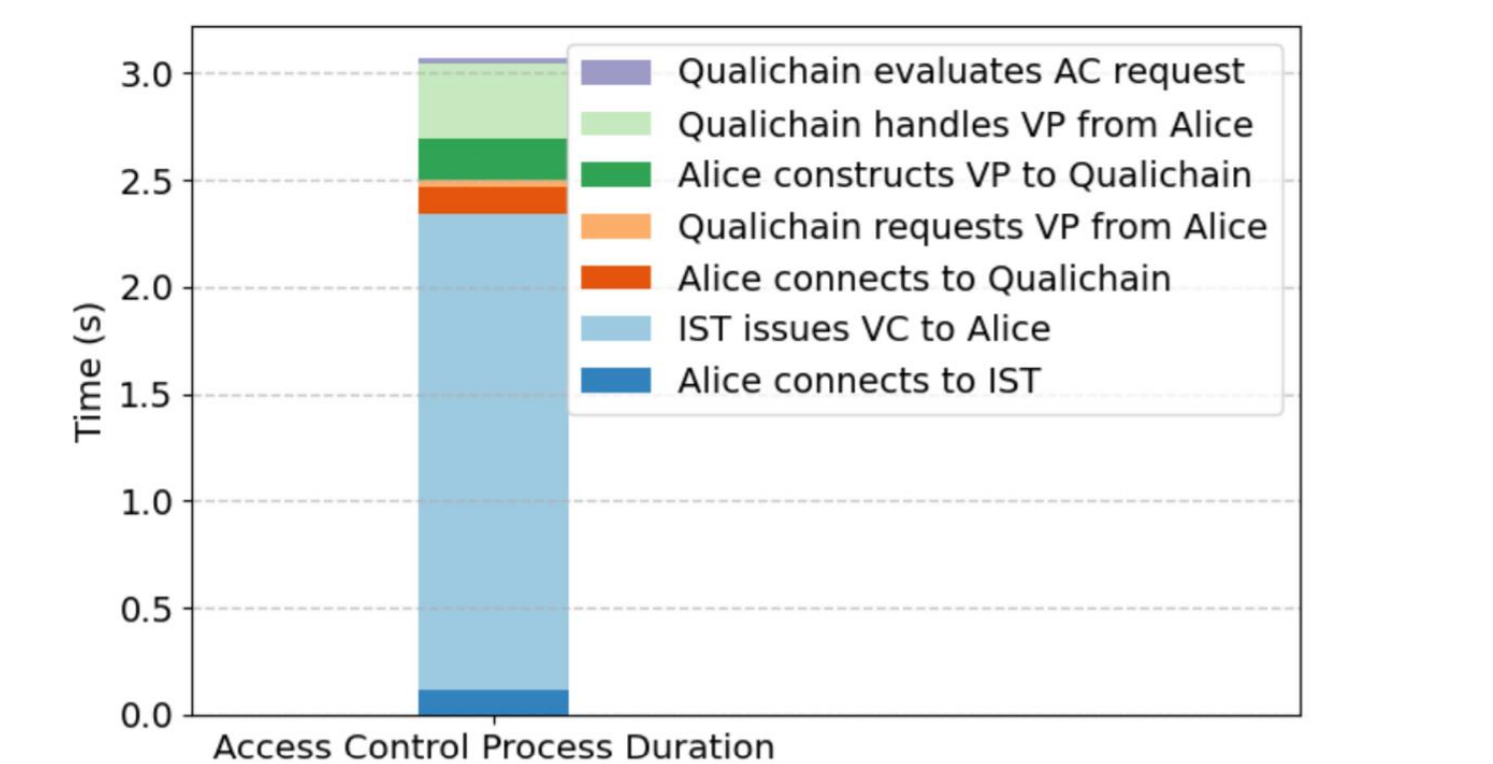 3.0
2.5
2.0
1.5
1.0
0.5
0.0
Time (s)
Qualichain evaluates AC request
Qualichain handles VP from Alice
Alice constructs VP to Qualichain
Qualichain requests VP from Alice
Alice connects to Qualichain
IST issues VC to Alice
Alice connects to IST
Access Control Process Duration